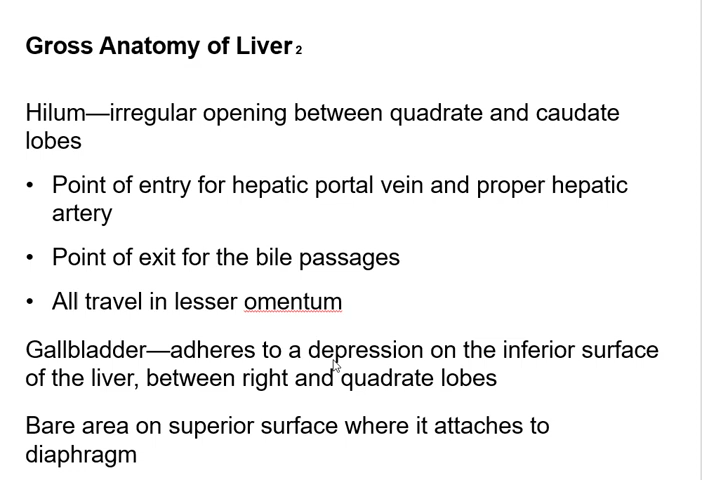 Gross Anatomy of Liver 2
Hilum—irregular opening between quadrate and caudate
lobes
• Point of entry for hepatic portal vein and proper hepatic
artery
• Point of exit for the bile passages
• All travel in lesser omentum
Gallbladder—adheres to a depression on the inferior surface
of the liver, between right and quadrate lobes
Bare area on superior surface where it attaches to
diaphragm